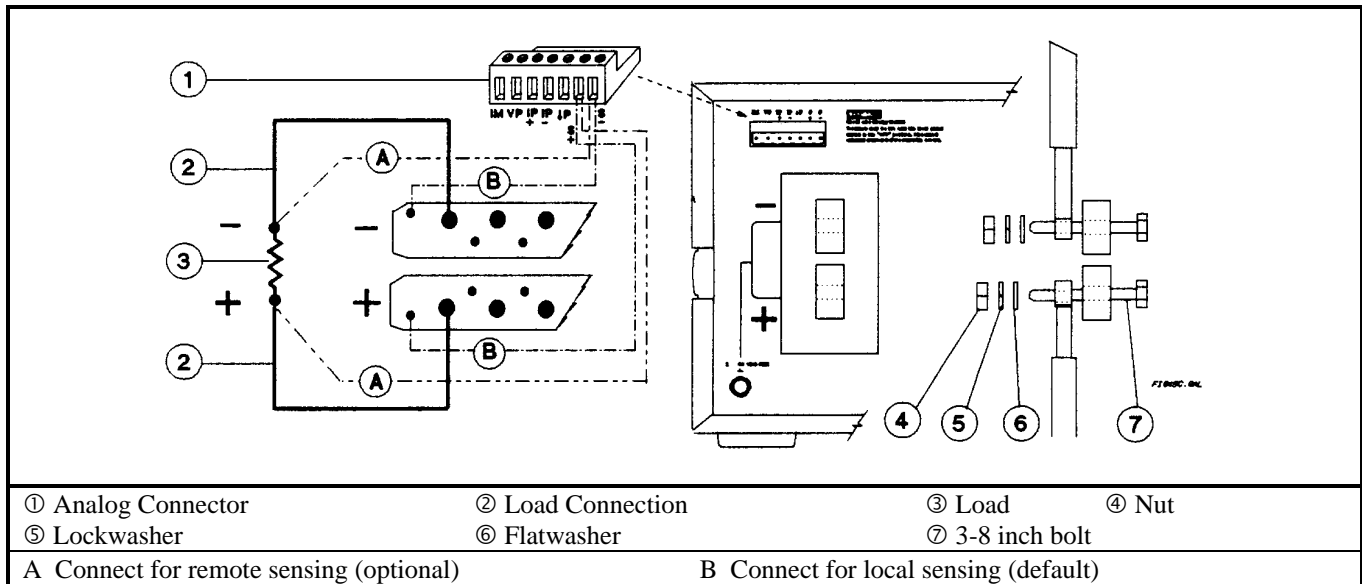 1
IM VP IP IP ↓P S S
+ - + -
2
A
B
- -
3
+ +
B
2
A
-
+
4 5 6 7
① Analog Connector ② Load Connection ③ Load ④ Nut
⑤ Lockwasher ⑥ Flatwasher ⑦ 3-8 inch bolt
A Connect for remote sensing (optional) B Connect for local sensing (default)